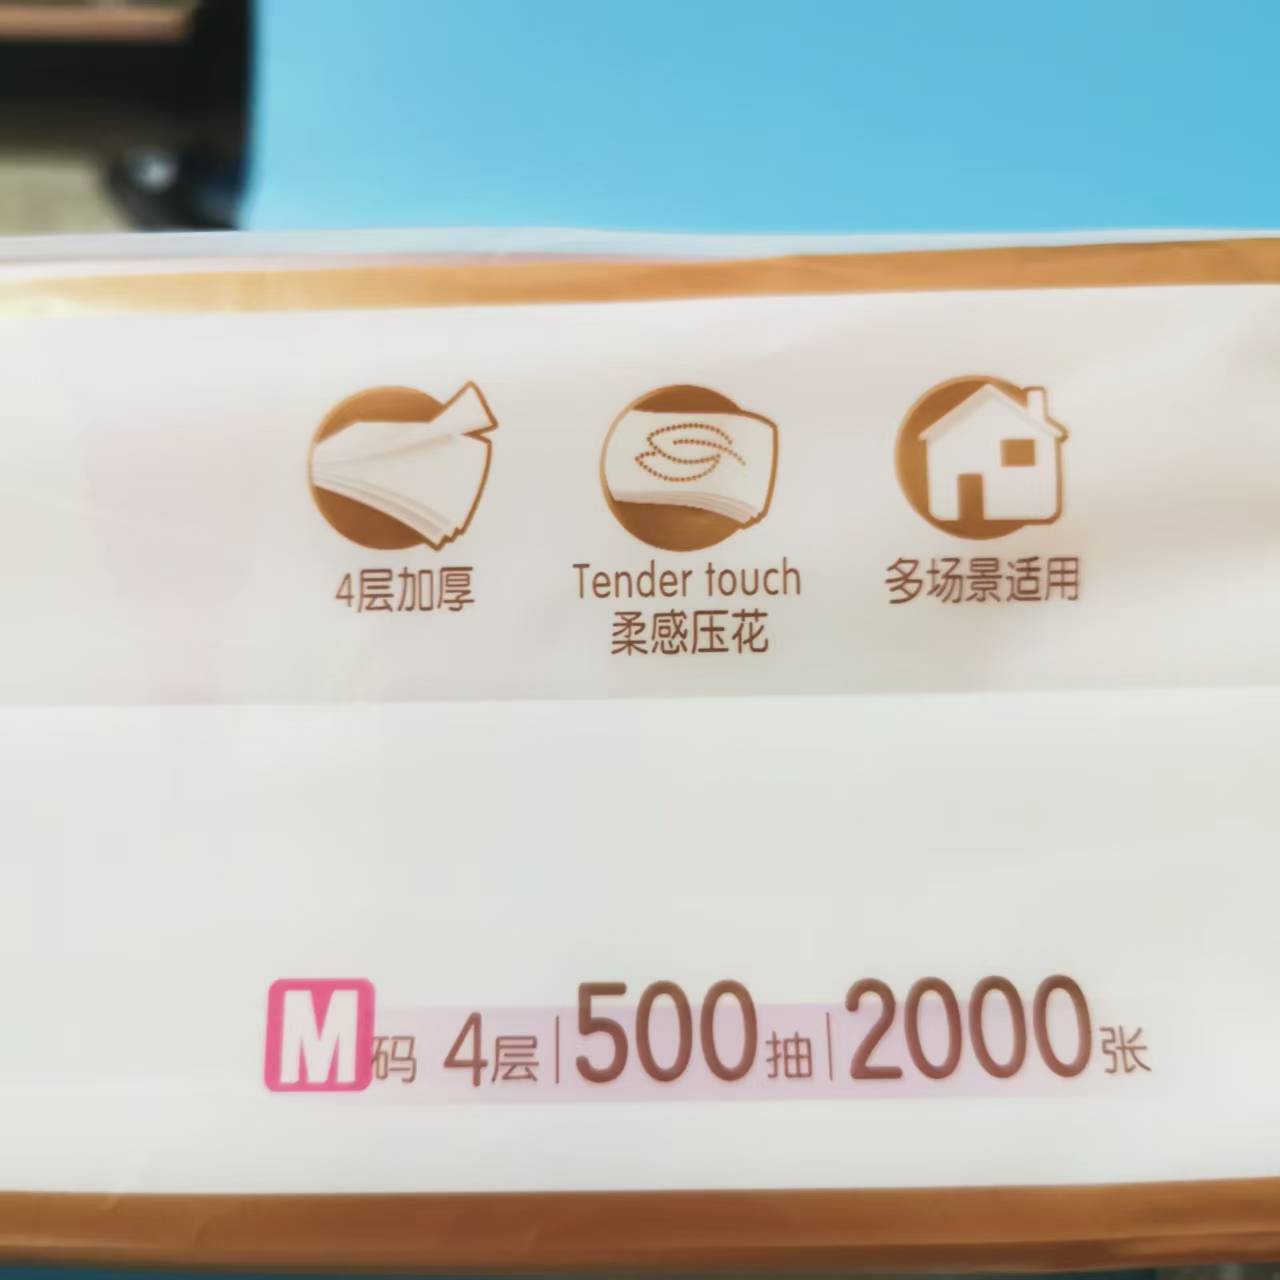 4层加厚
Tender touch
柔感压花
多场景适用
M码 4层|500抽|2000张